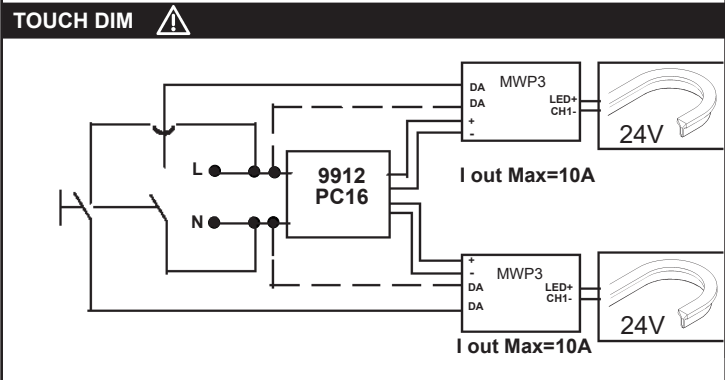 TOUCH DIM
DA
DA
+
-
MWP3
LED+
CH1-
24V
I out Max=10A
L
N
9912
PC16
+
-
DA
DA
MWP3
LED+
CH1-
24V
I out Max=10A